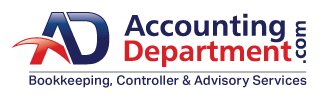 AD
Accounting
Department.com
Bookkeeping, Controller & Advisory Services